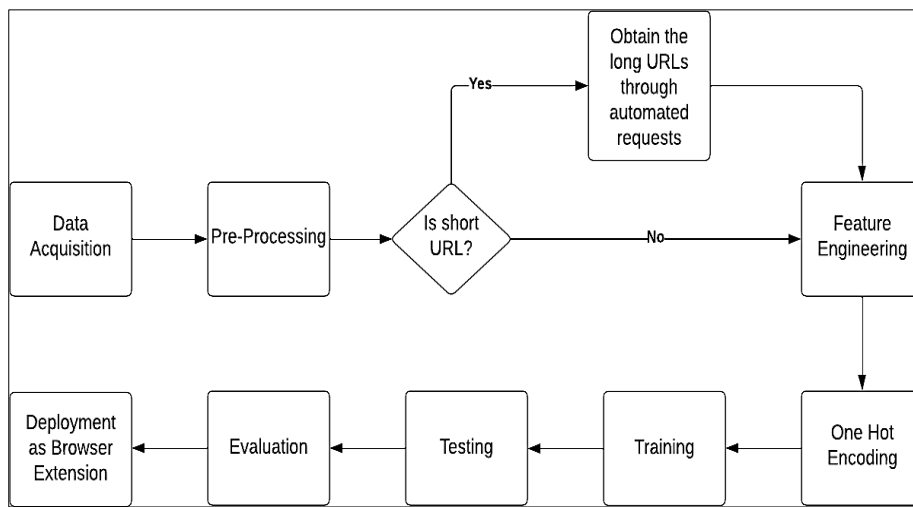 Obtain the
long URLs
through
automated
requests
Yes
Data
Acquisition
Pre-Processing
Is short
URL?
No
Feature
Engineering
Deployment
as Browser
Extension
Evaluation
Testing
Training
One Hot
Encoding